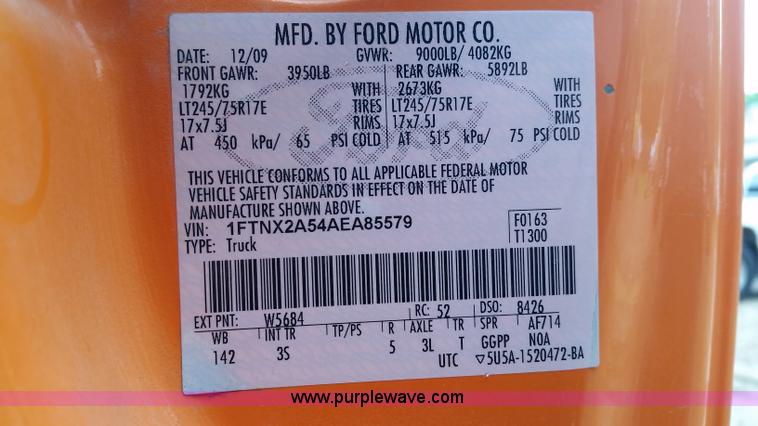 MFD. BY FORD MOTOR CO.
DATE: 12/09 GVWR: 9000LB/ 4082KG
FRONT GAWR: 3950LB REAR GAWR: 5892LB
1792KG WITH 2673KG WITH
LT245/75R17E TIRES LT245/75R17E TIRES
17x7.5J RIMS 17x7.5J RIMS
AT 450 kPa/ 65 PSI COLD AT 515 kPa/ 75 PSI COLD
THIS VEHICLE CONFORMS TO ALL APPLICABLE FEDERAL MOTOR
VEHICLE SAFETY STANDARDS IN EFFECT ON THE DATE OF
MANUFACTURE SHOWN ABOVE.
VIN: 1FTNX2A54AEA85579 F0163
TYPE: Truck T1300
EXT PNT: W5684 RC: 52 DSO: 8426
WB INT TR TP/PS R AXLE TR SPR AF714
142 3S 5 3L T GGPP NOA
UTC ▽5U5A-1520472-BA
www.purplewave.com